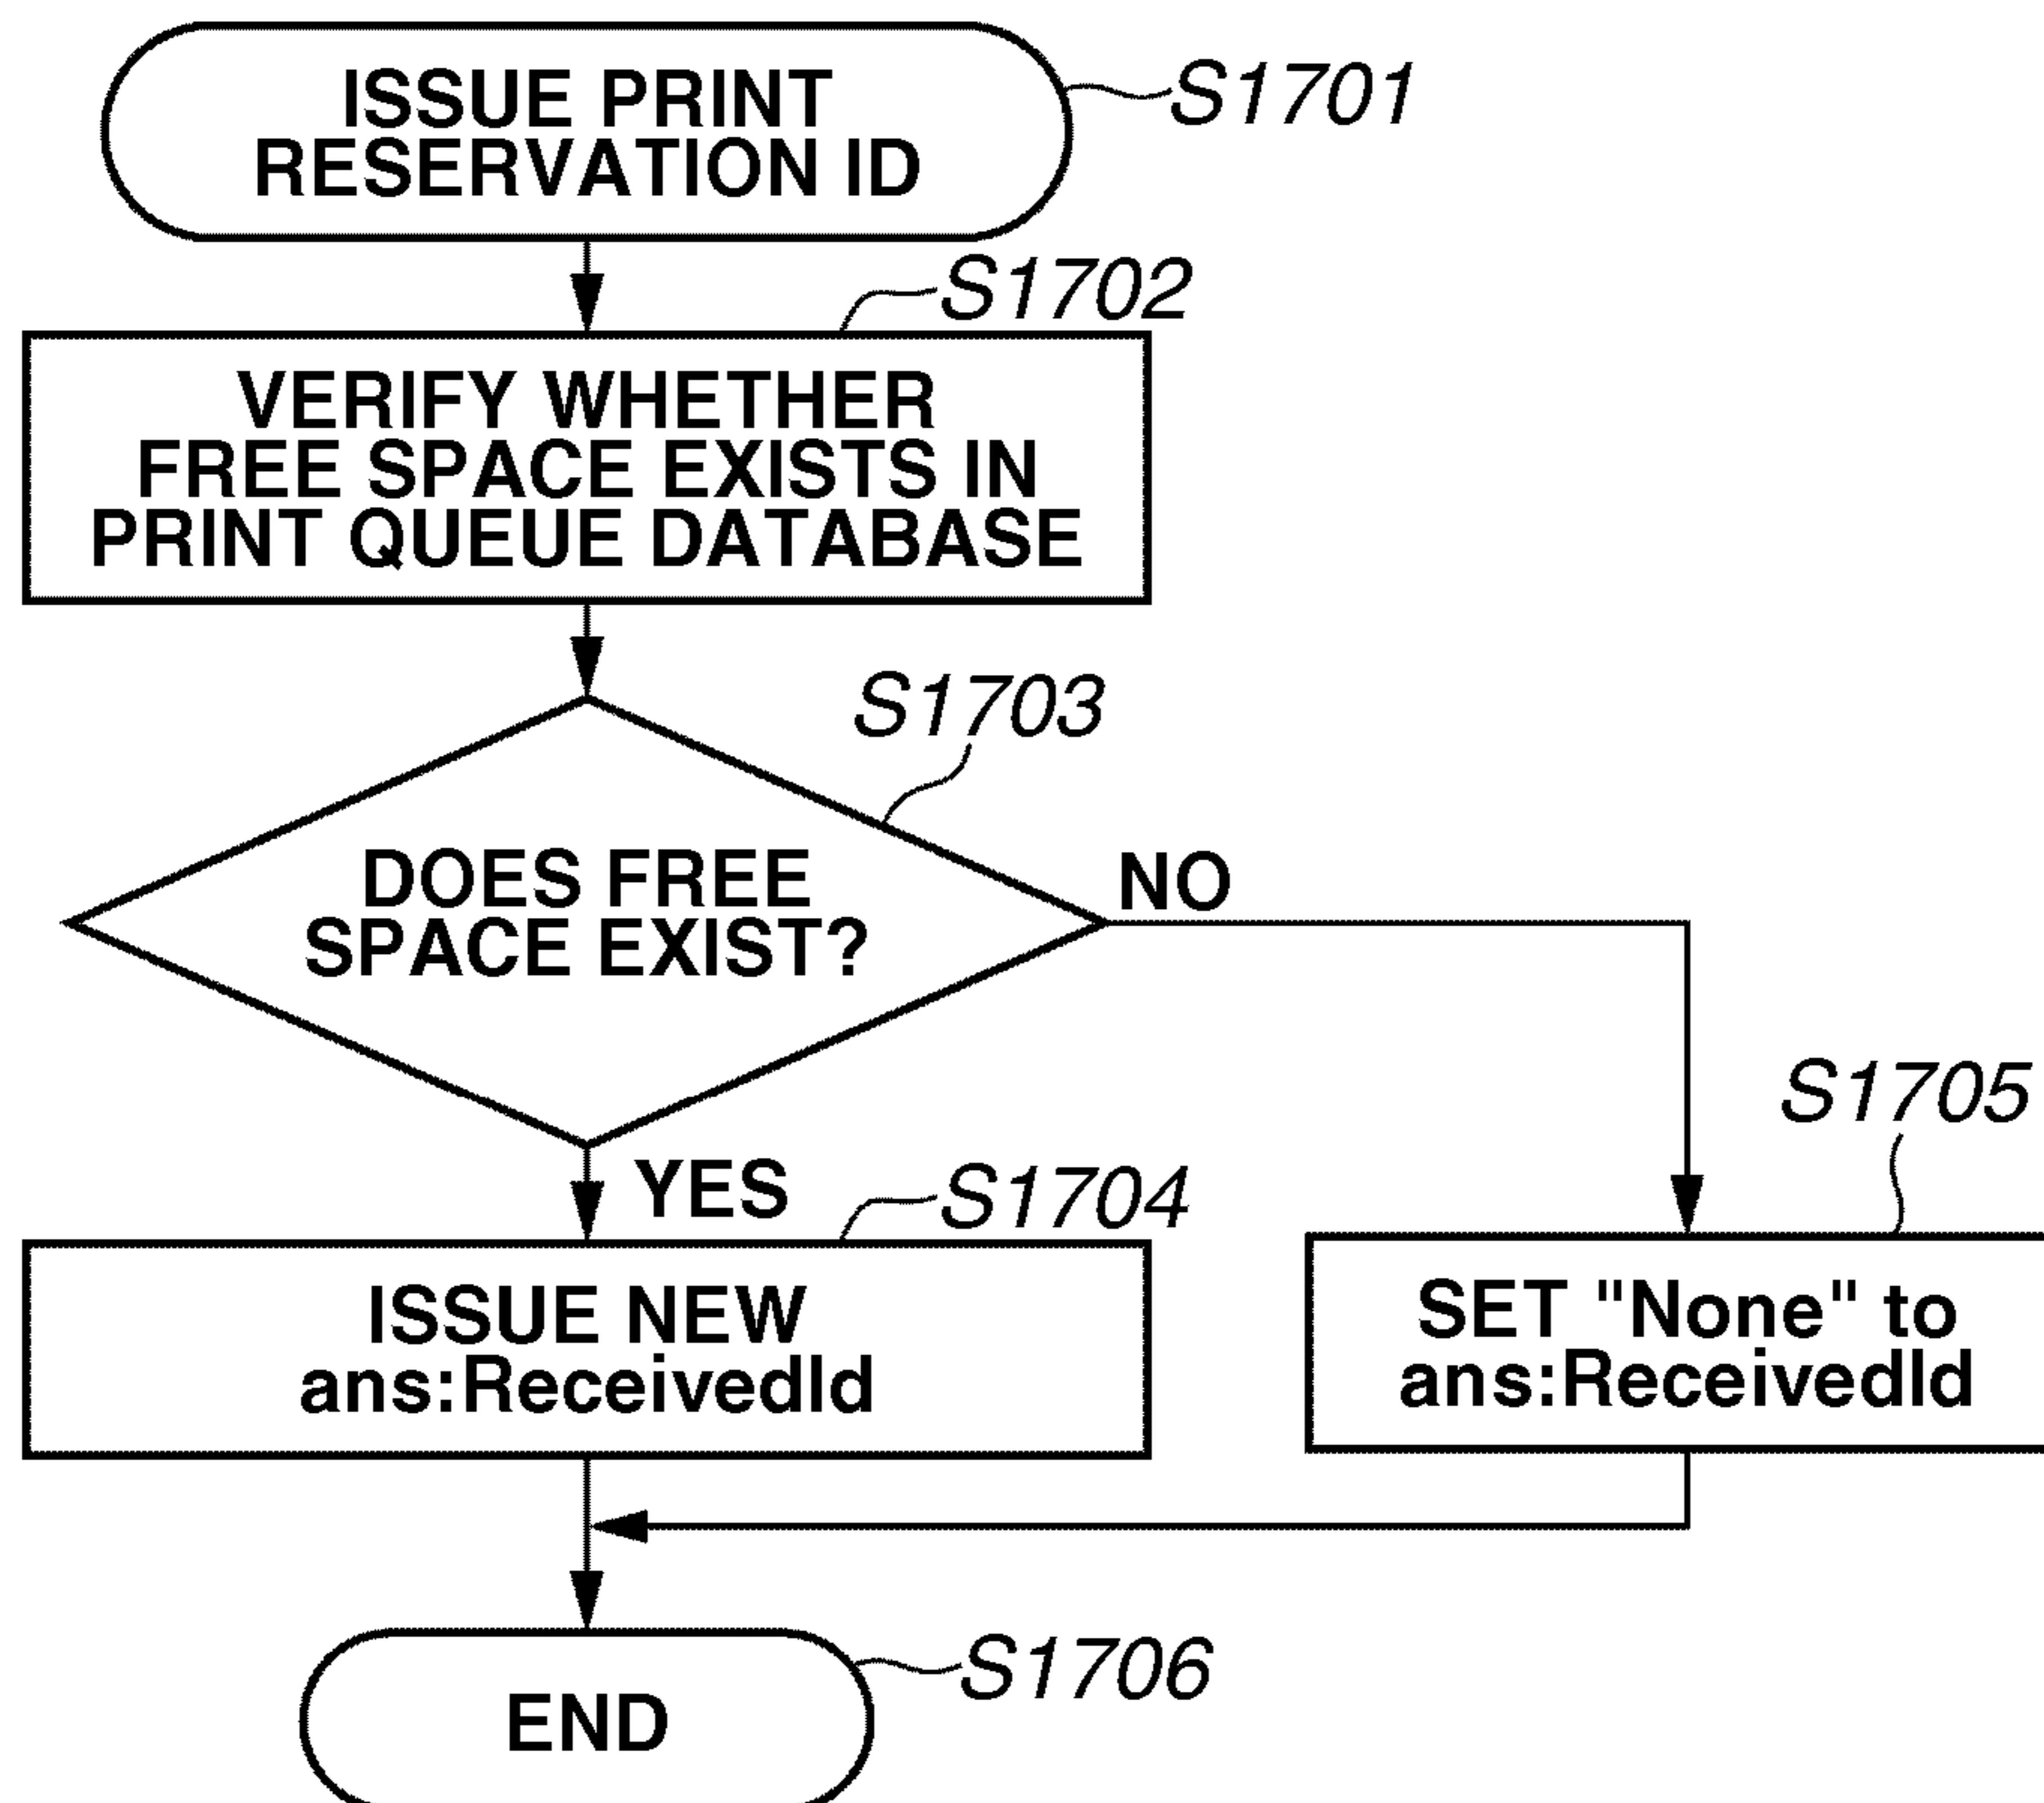 ISSUE PRINT
RESERVATION ID
S1701
S1702
VERIFY WHETHER
FREE SPACE EXISTS IN
PRINT QUEUE DATABASE
S1703
DOES FREE
SPACE EXIST?
NO
YES
S1704
S1705
ISSUE NEW
ans:ReceivedId
SET "None" to
ans:ReceivedId
S1706
END